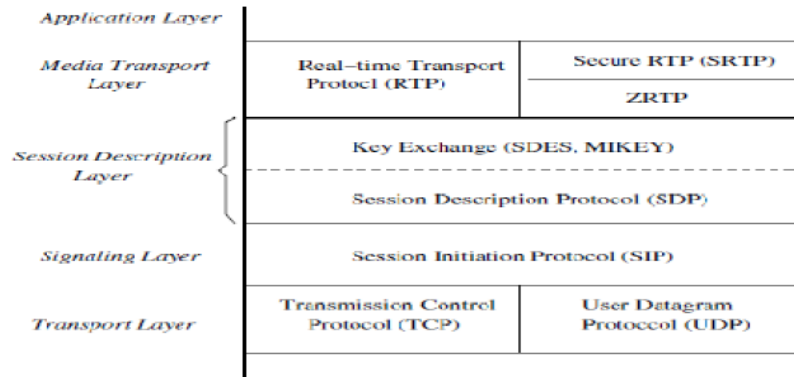 Application Layer
Media Transport
Layer
Real-time Transport
Protocl (RTP)
Secure RTP (SRTP)
ZRTP
Session Description
Layer
Key Exchange (SDES, MIKEY)
Session Description Protocol (SDP)
Signaling Layer
Session Initiation Protocol (SIP)
Transport Layer
Transmission Control
Protocol (TCP)
User Datagram
Protoccol (UDP)